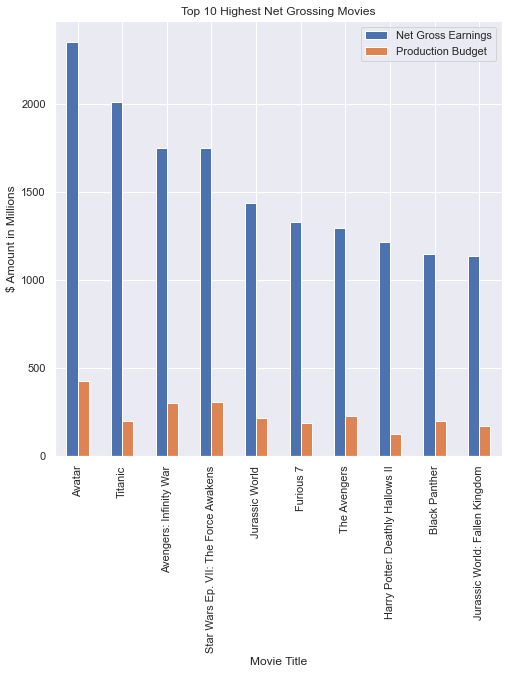 Top 10 Highest Net Grossing Movies
Net Gross Earnings
Production Budget
$ Amount in Millions
2000
1500
1000
500
0
Avatar
Titanic
Avengers: Infinity War
Star Wars Ep. VII: The Force Awakens
Jurassic World
Furious 7
The Avengers
Harry Potter: Deathly Hallows II
Black Panther
Jurassic World: Fallen Kingdom
Movie Title